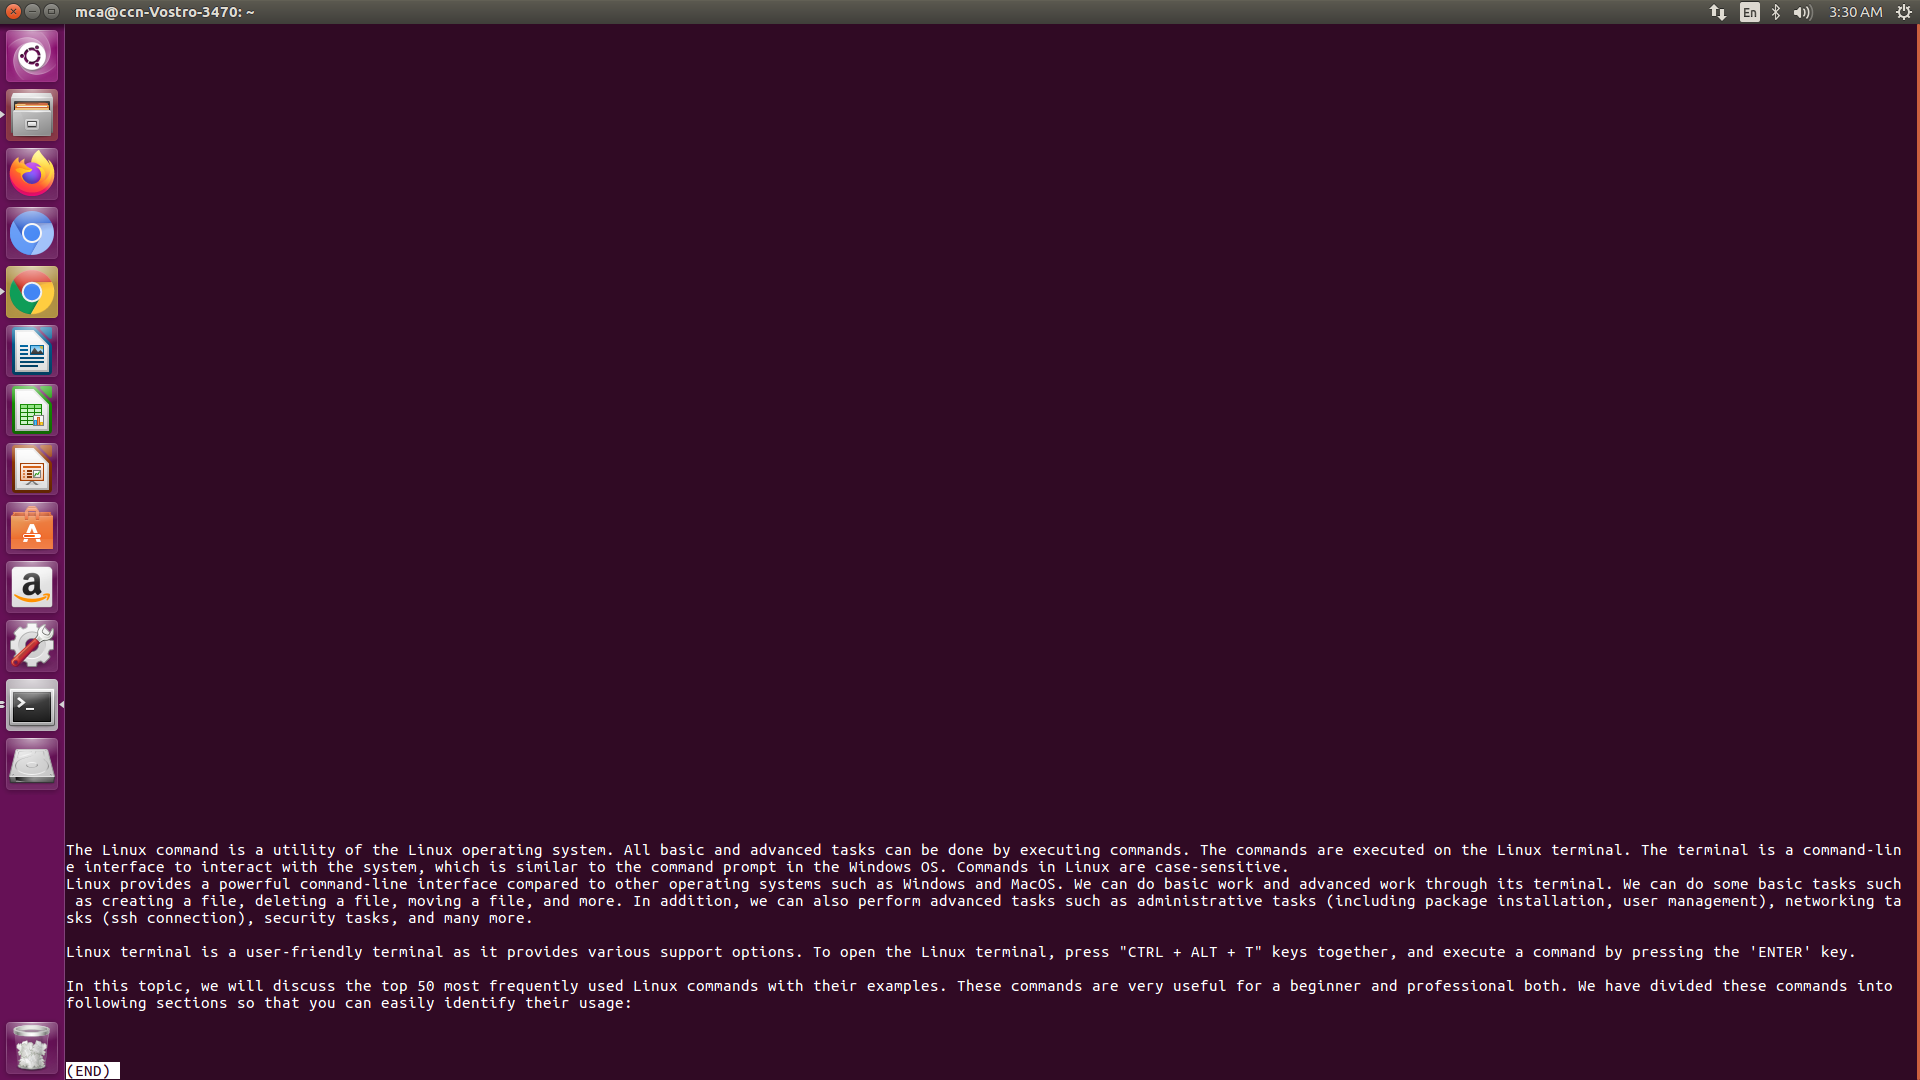 mca@ccn-Vostro-3470: ~
En
3:30 AM
The Linux command is a utility of the Linux operating system. All basic and advanced tasks can be done by executing commands. The commands are executed on the Linux terminal. The terminal is a command-lin
e interface to interact with the system, which is similar to the command prompt in the Windows OS. Commands in Linux are case-sensitive.
Linux provides a powerful command-line interface compared to other operating systems such as Windows and MacOS. We can do basic work and advanced work through its terminal. We can do some basic tasks such
 as creating a file, deleting a file, moving a file, and more. In addition, we can also perform advanced tasks such as administrative tasks (including package installation, user management), networking ta
sks (ssh connection), security tasks, and many more.
Linux terminal is a user-friendly terminal as it provides various support options. To open the Linux terminal, press "CTRL + ALT + T" keys together, and execute a command by pressing the 'ENTER' key.
In this topic, we will discuss the top 50 most frequently used Linux commands with their examples. These commands are very useful for a beginner and professional both. We have divided these commands into
following sections so that you can easily identify their usage:
(END)